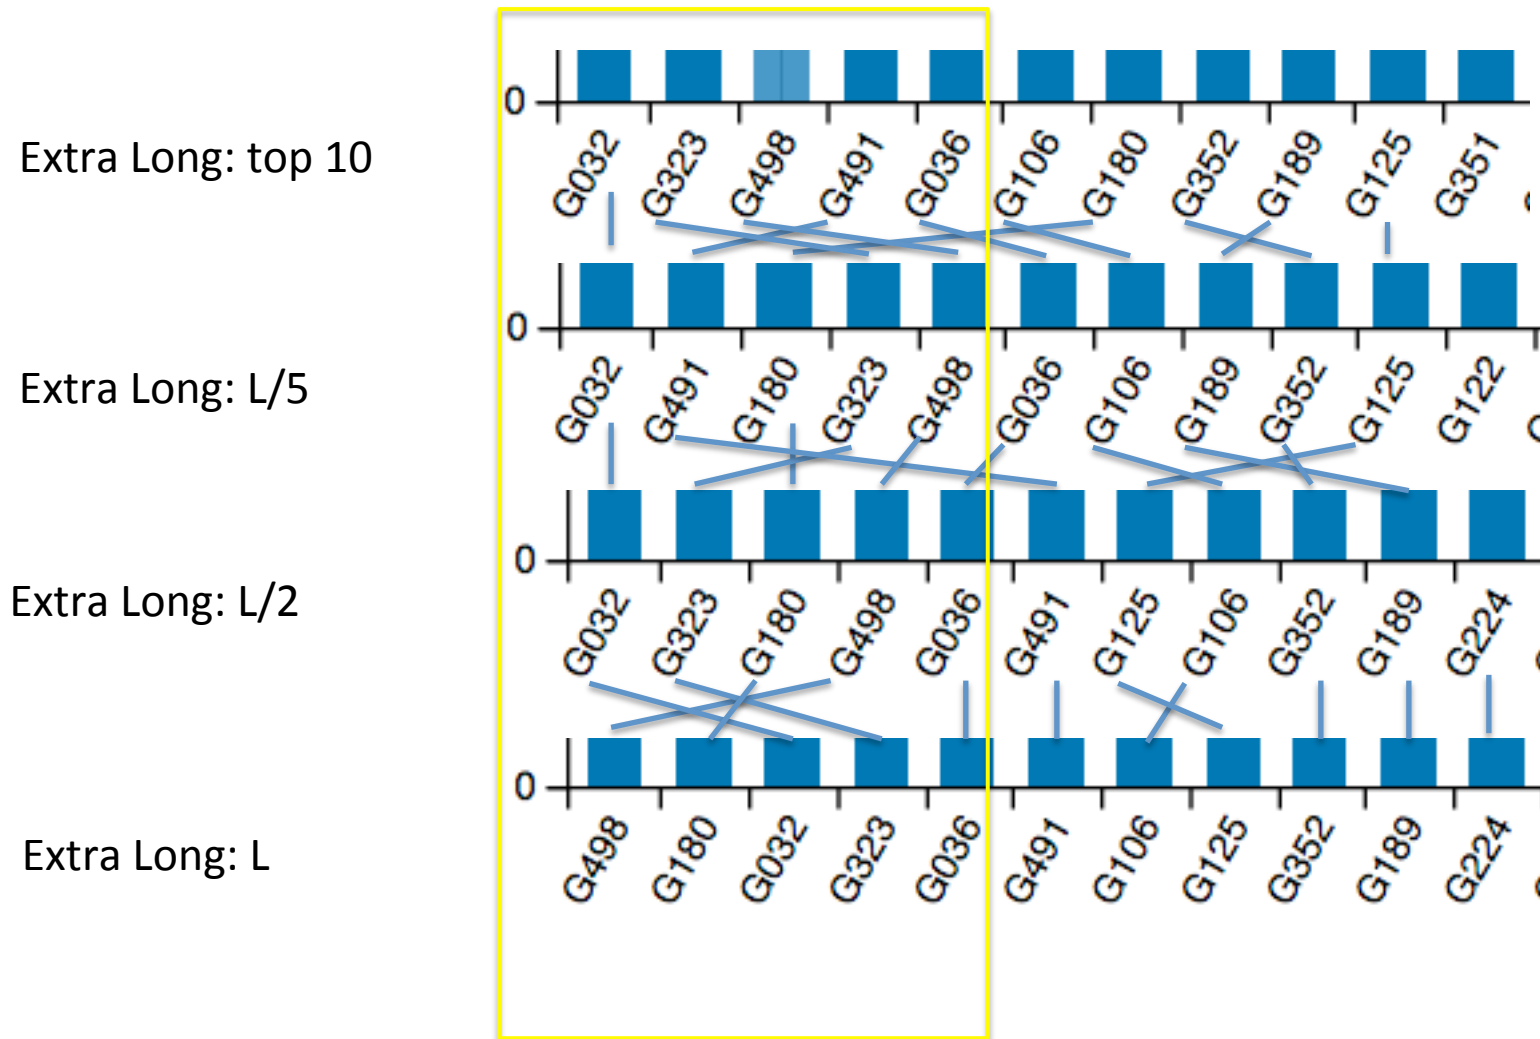 0
G032 G323 G498 G491 G036 G106 G180 G352 G189 G125 G351
Extra Long: top 10
0
G032 G491 G180 G323 G498 G036 G106 G189 G352 G125 G122
Extra Long: L/5
0
G032 G323 G180 G498 G036 G491 G125 G106 G352 G189 G224
Extra Long: L/2
0
G498 G180 G032 G323 G036 G491 G106 G125 G352 G189 G224
Extra Long: L